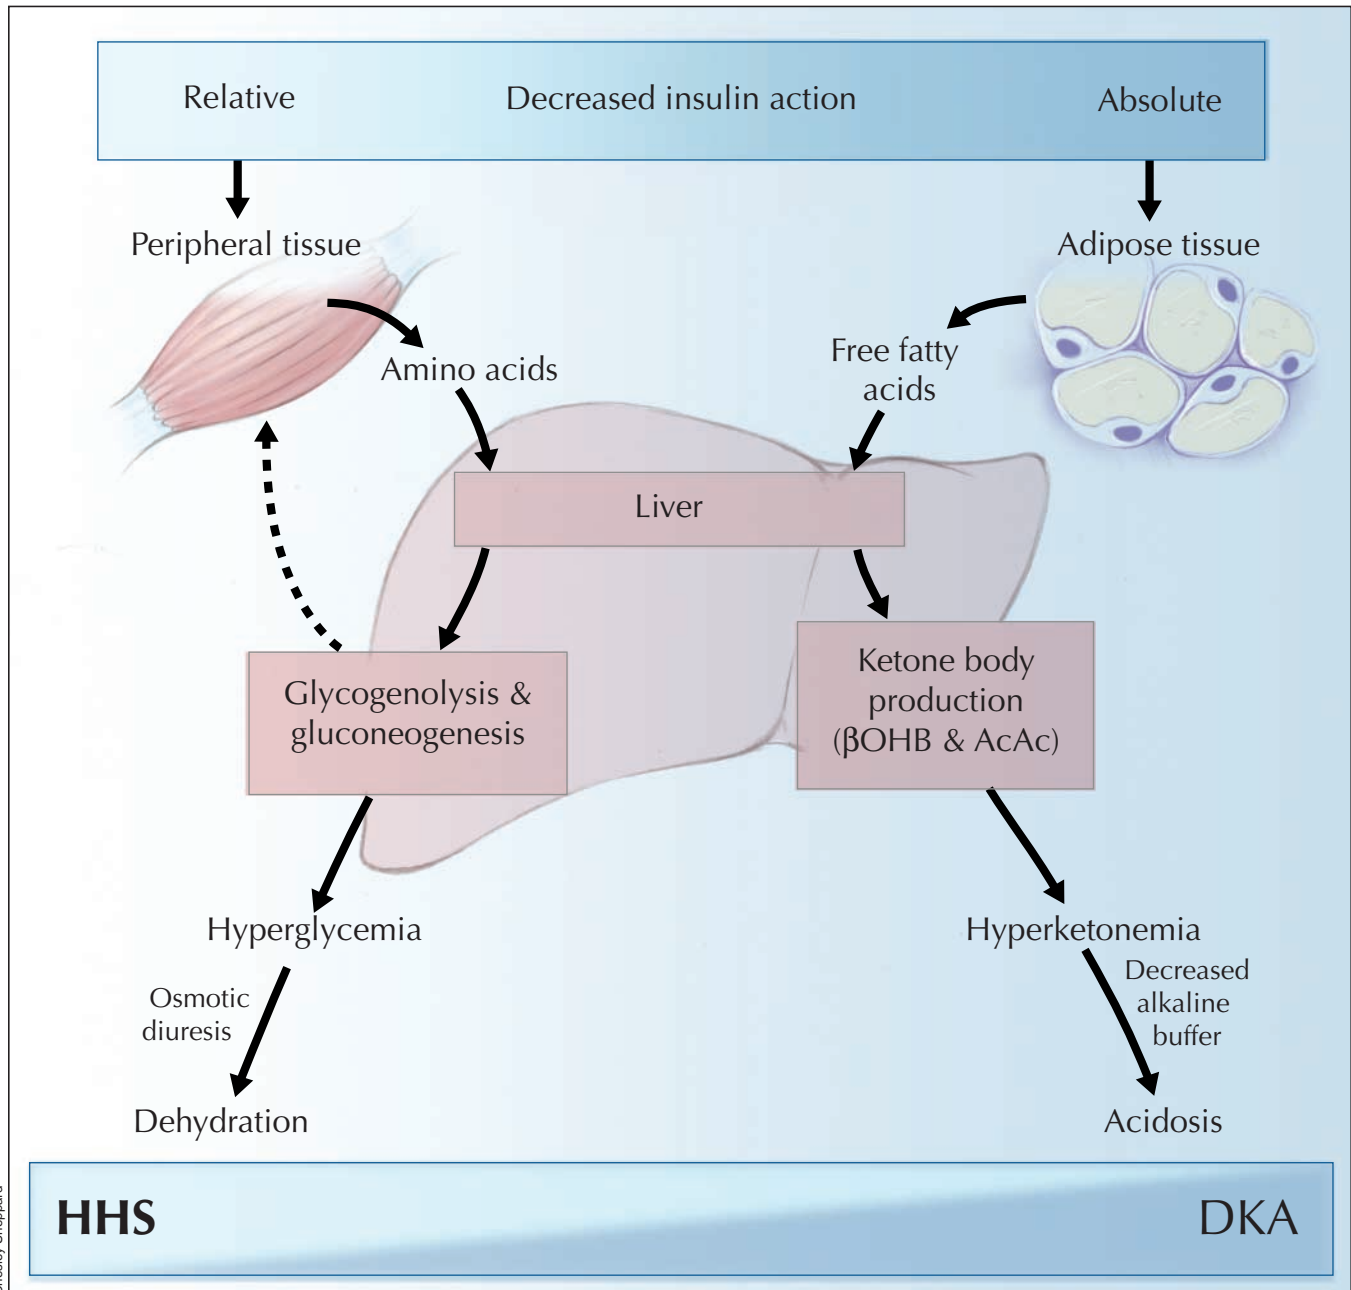 Relative
Decreased insulin action
Absolute
Peripheral tissue
Adipose tissue
Amino acids
Free fatty
acids
Liver
Glycogenolysis &
gluconeogenesis
Ketone body
production
(βOHB & AcAc)
Hyperglycemia
Hyperketonemia
Osmotic
diuresis
Decreased
alkaline
buffer
Dehydration
Acidosis
HHS
DKA